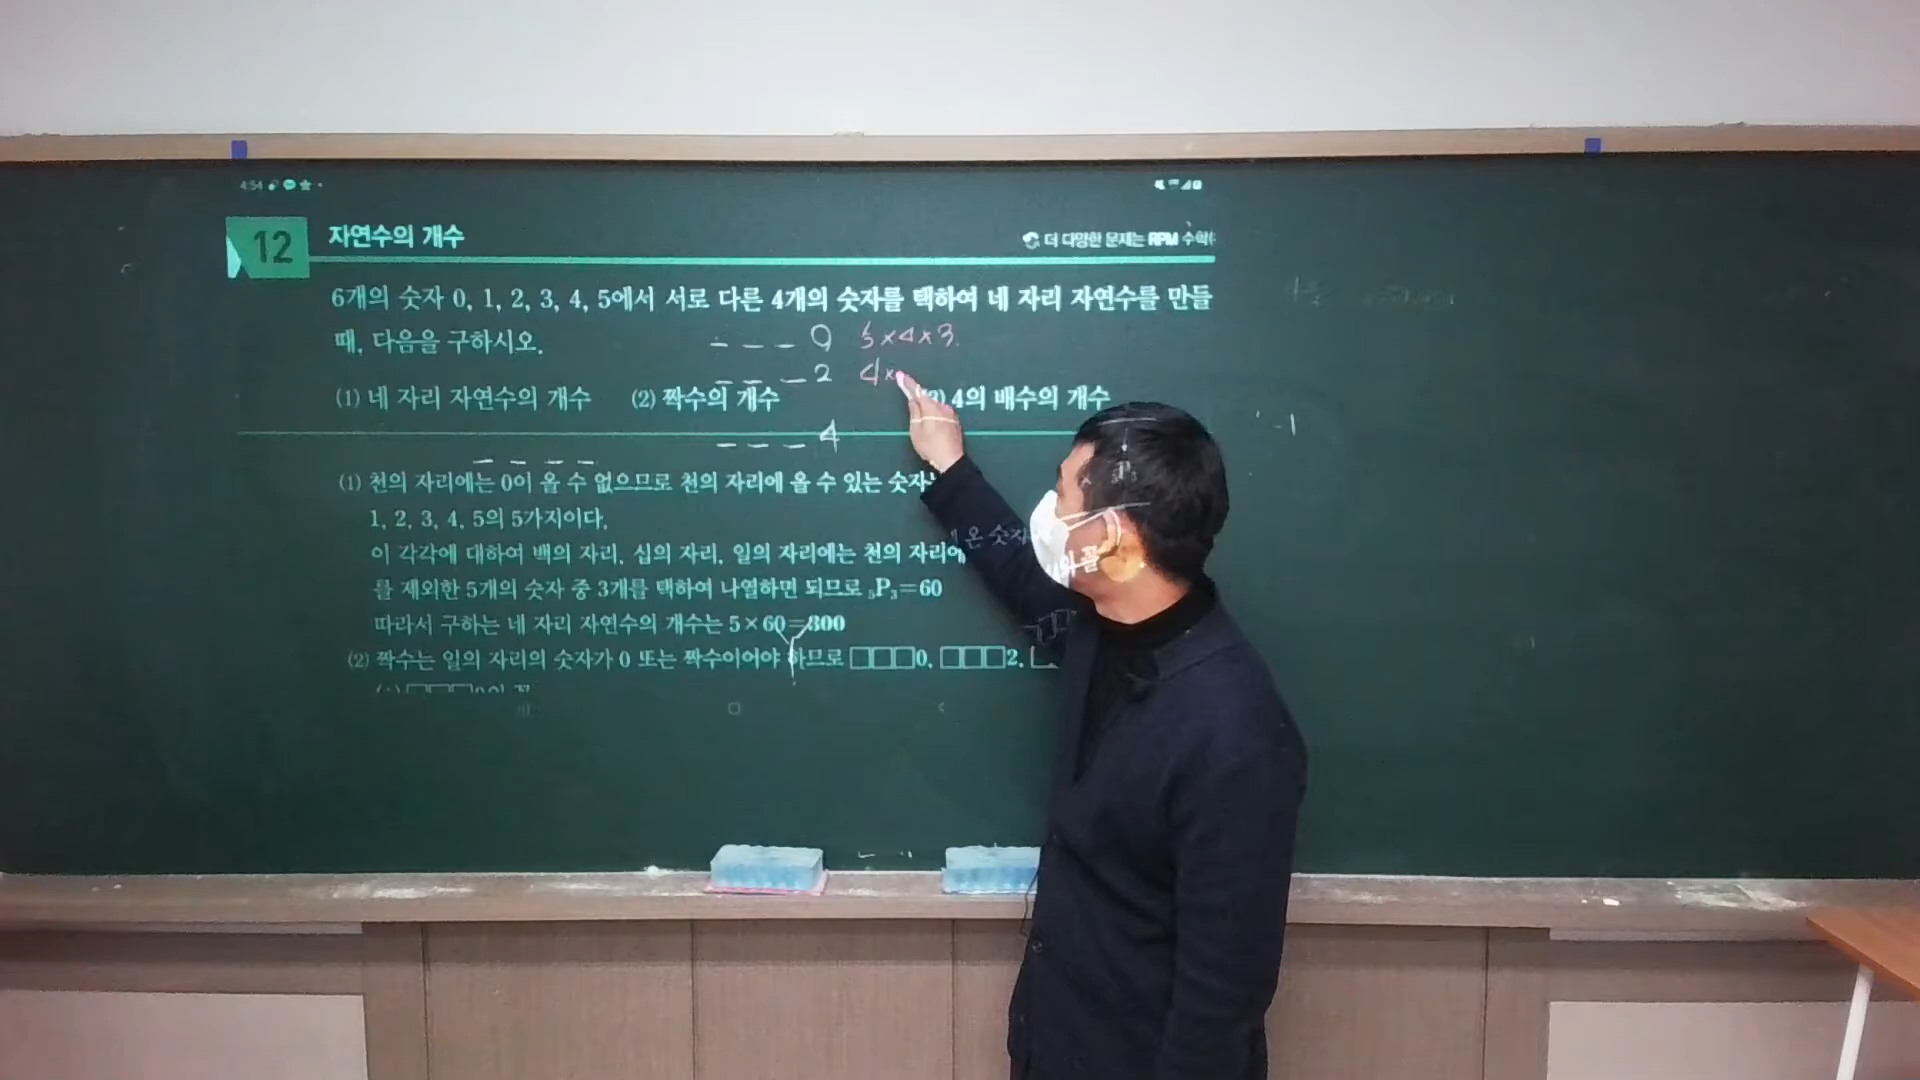 4:54
12 자연수의 개수
더 다양한 문제는 RPM 수학(
6개의 숫자 0, 1, 2, 3, 4, 5에서 서로 다른 4개의 숫자를 택하여 네 자리 자연수를 만들
때, 다음을 구하시오.
_ _ _ 0 5×4×3.
_ _ _ 2 4×
(1) 네 자리 자연수의 개수 (2) 짝수의 개수 (3) 4의 배수의 개수
_ _ _ 4
_ _ _ _
(1) 천의 자리에는 0이 올 수 없으므로 천의 자리에 올 수 있는 숫자는
1, 2, 3, 4, 5의 5가지이다.
이 각각에 대하여 백의 자리, 십의 자리, 일의 자리에는 천의 자리에 온 숫자
를 제외한 5개의 숫자 중 3개를 택하여 나열하면 되므로 ₅P₃=60
따라서 구하는 네 자리 자연수의 개수는 5×60=300
(2) 짝수는 일의 자리의 숫자가 0 또는 짝수이어야 하므로 □□□0, □□□2, □
의 꼴